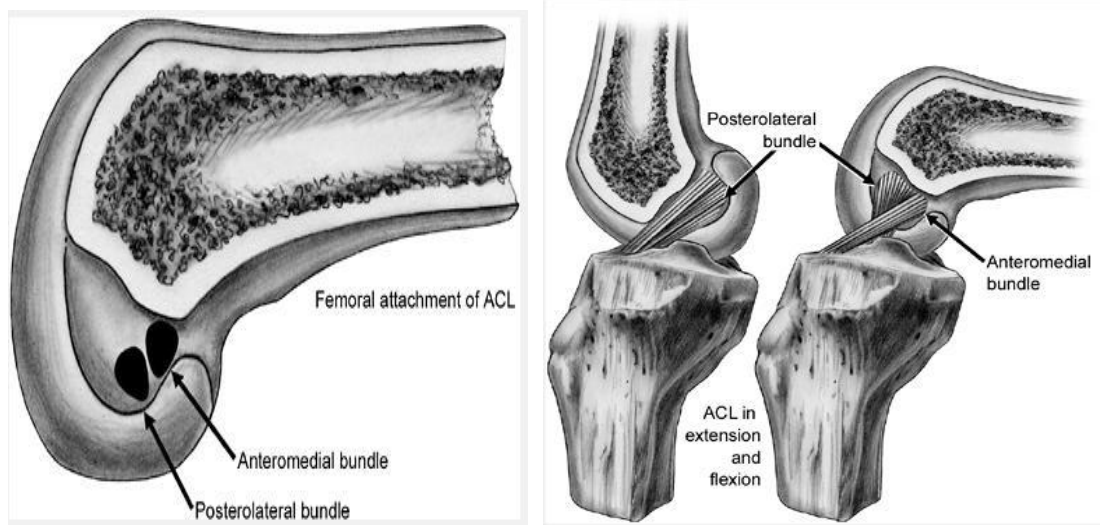 Femoral attachment of ACL
Anteromedial bundle
Posterolateral bundle
Posterolateral
bundle
Anteromedial
bundle
ACL in
extension
and
flexion